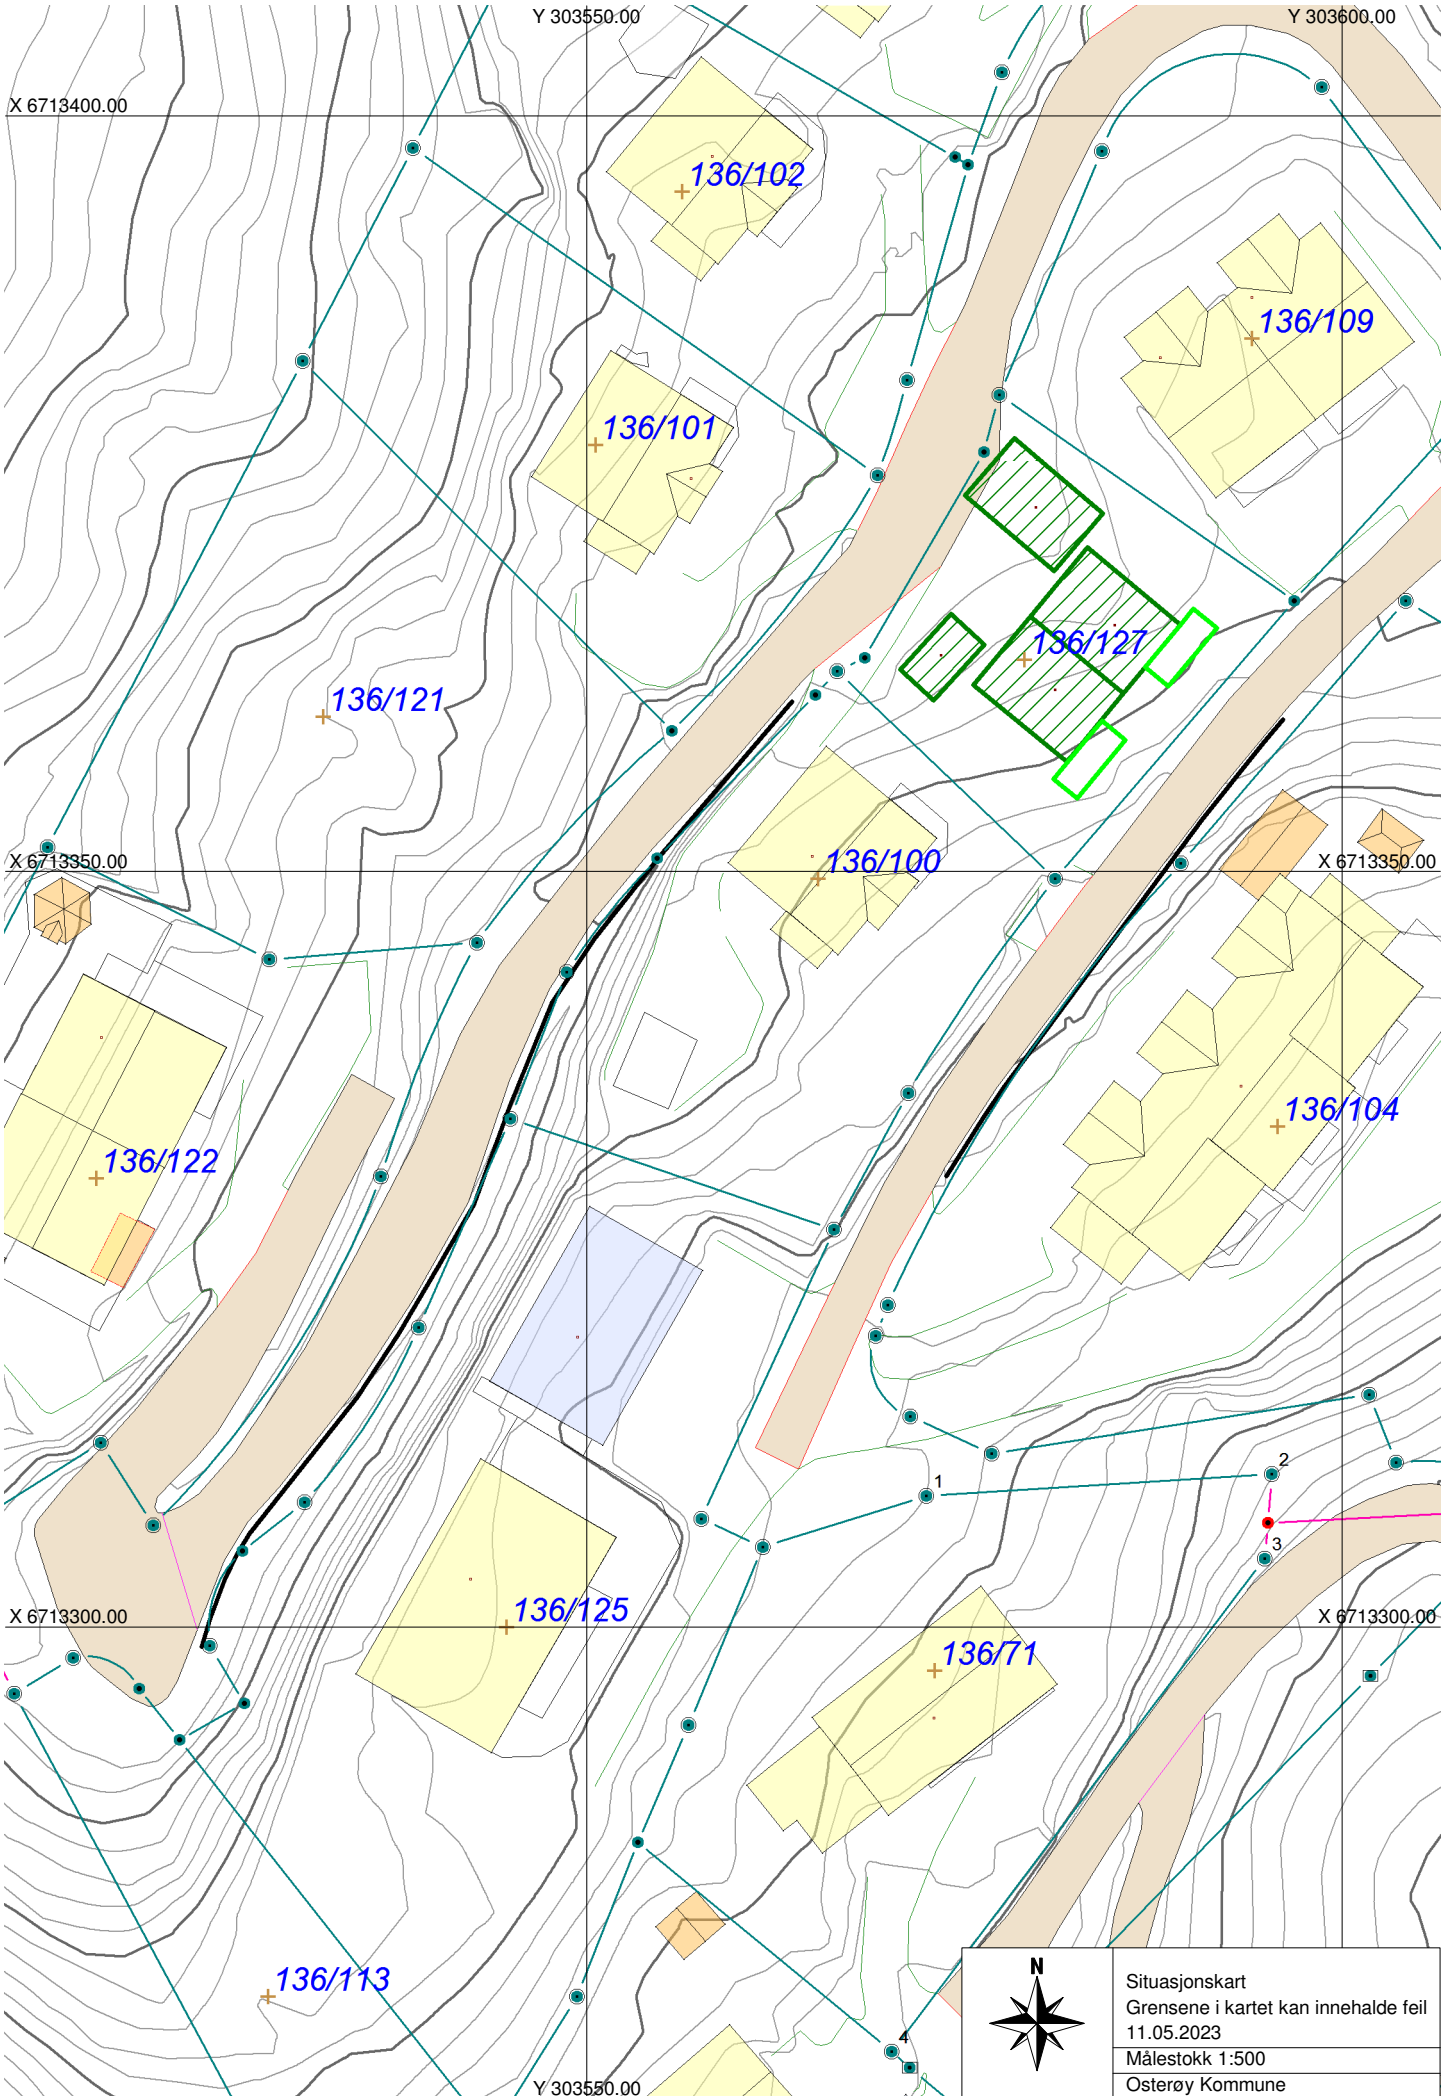 Y 303550.00
Y 303600.00
X 6713400.00
136/102
136/109
136/101
136/127
136/121
X 6713350.00
136/100
X 6713350.00
136/104
136/122
1
2
3
X 6713300.00
136/125
X 6713300.00
136/71
136/113
4
N
Situasjonskart
Grensene i kartet kan innehalde feil
11.05.2023
Målestokk 1:500
Osterøy Kommune
Y 303550.00